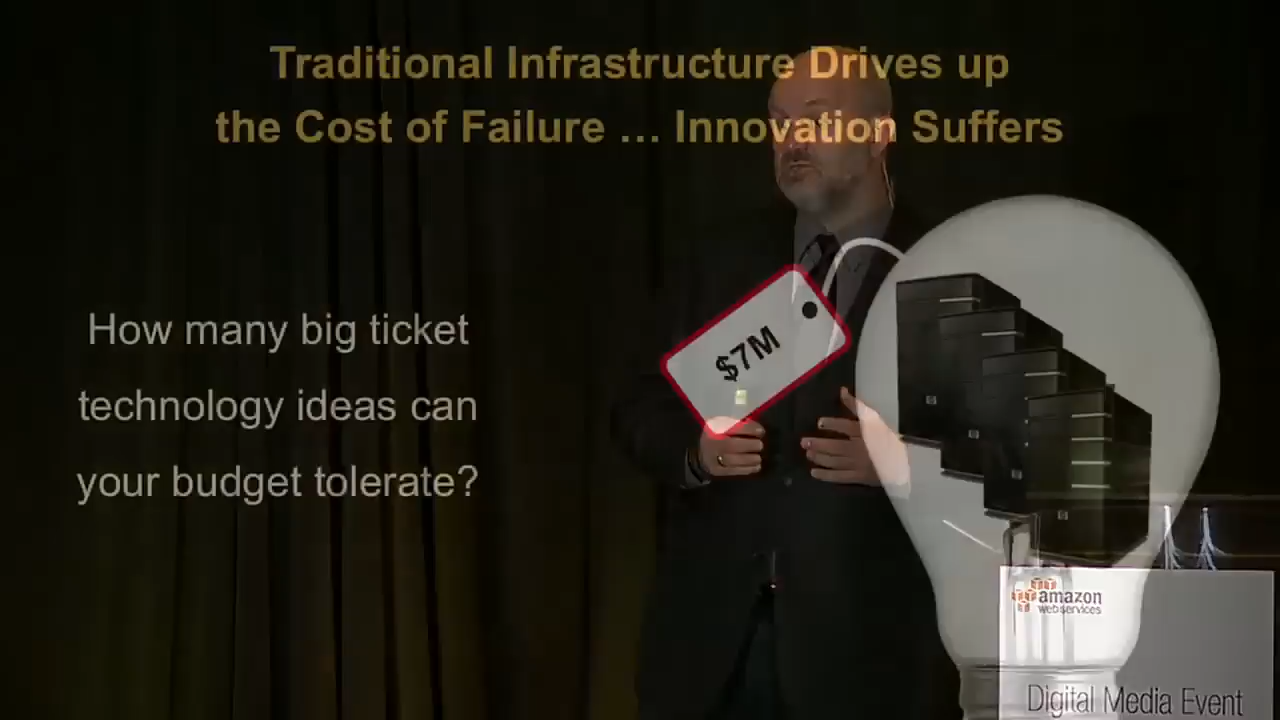 Traditional Infrastructure Drives up
the Cost of Failure … Innovation Suffers
How many big ticket
technology ideas can
your budget tolerate?
$7M
amazon
webservices
Digital Media Event